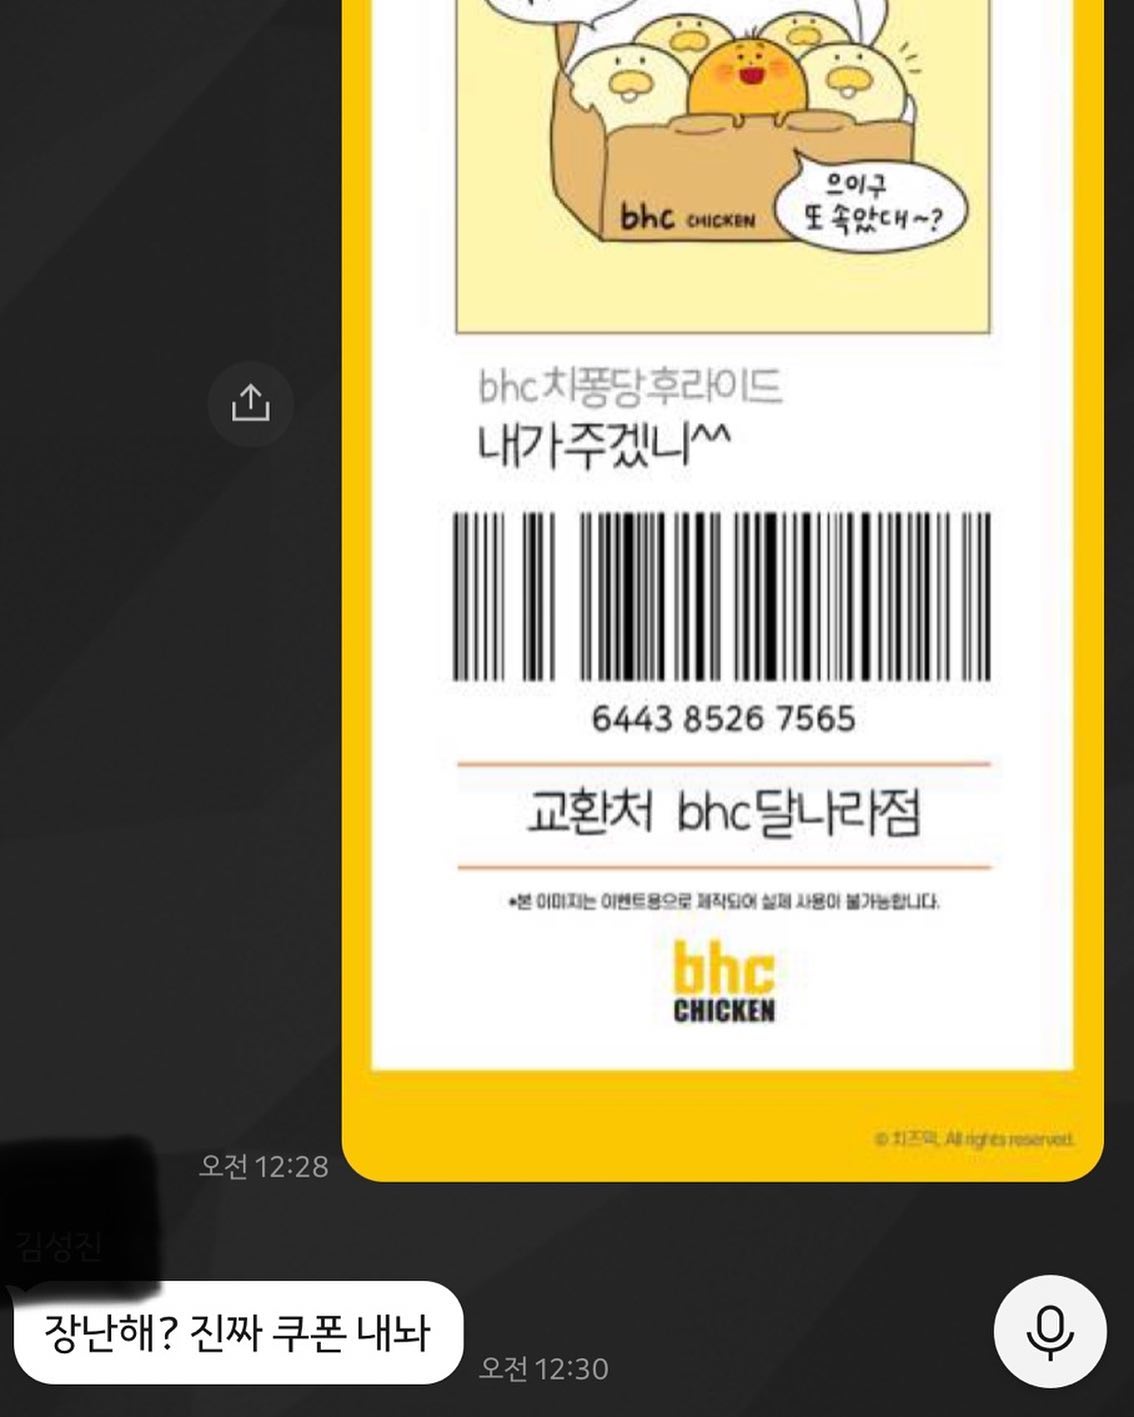 으이구
또 속았대~?
bhc CHICKEN
bhc치퐁당후라이드
내가주겠니^^
6443 8526 7565
교환처 bhc달나라점
*본 이미지는 이벤트용으로 제작되어 실제 사용이 불가능합니다.
bhc
CHICKEN
© 치즈덕, All rights reserved.
오전 12:28
김성진
장난해? 진짜 쿠폰 내놔
오전 12:30